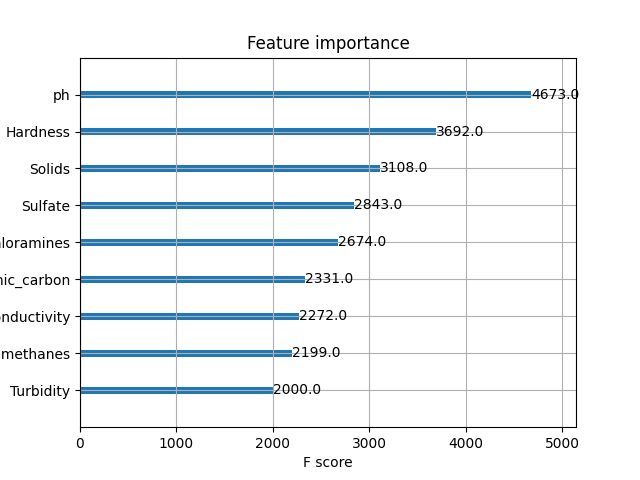 Feature importance
ph 4673.0
Hardness 3692.0
Solids 3108.0
Sulfate 2843.0
loramines 2674.0
nic_carbon 2331.0
onductivity 2272.0
methanes 2199.0
Turbidity 2000.0
0 1000 2000 3000 4000 5000
F score